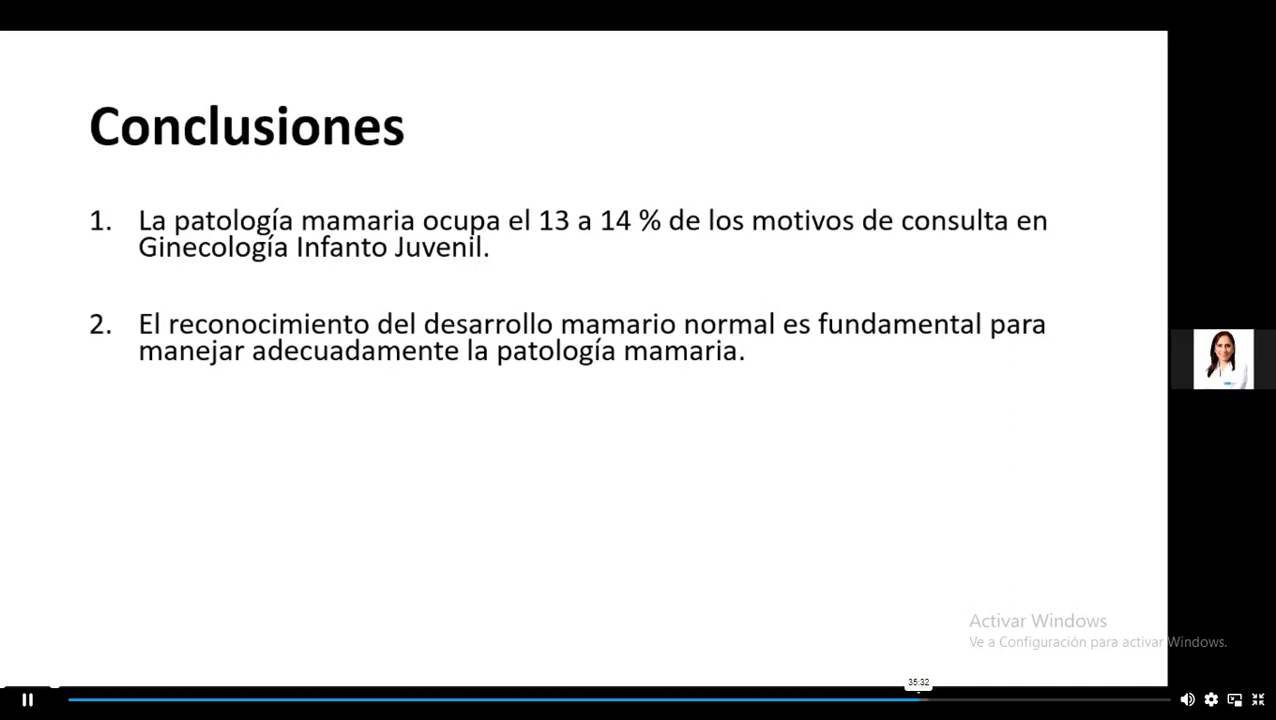 Conclusiones
1. La patología mamaria ocupa el 13 a 14 % de los motivos de consulta en
Ginecología Infanto Juvenil.
2. El reconocimiento del desarrollo mamario normal es fundamental para
manejar adecuadamente la patología mamaria.
Activar Windows
Ve a Configuración para activar Windows.
35:32